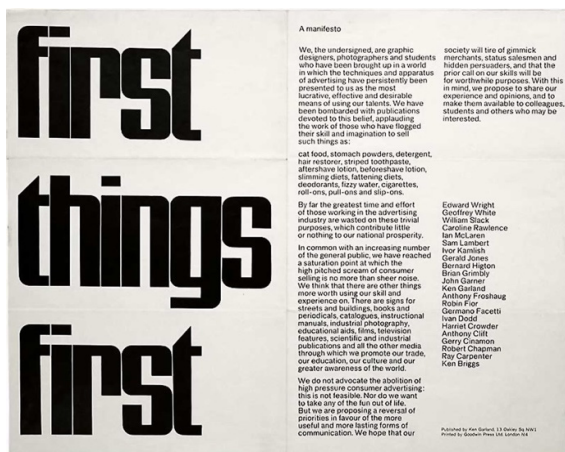 first
things
first
A manifesto
We, the undersigned, are graphic
designers, photographers and students
who have been brought up in a world
in which the techniques and apparatus
of advertising have persistently been
presented to us as the most
lucrative, effective and desirable
means of using our talents. We have
been bombarded with publications
devoted to this belief, applauding
the work of those who have flogged
their skill and imagination to sell
such things as:
cat food, stomach powders, detergent,
hair restorer, striped toothpaste,
aftershave lotion, beforeshave lotion,
slimming diets, fattening diets,
deodorants, fizzy water, cigarettes,
roll-ons, pull-ons and slip-ons.
By far the greatest time and effort
of those working in the advertising
industry are wasted on these trivial
purposes, which contribute little
or nothing to our national prosperity.
In common with an increasing number
of the general public, we have reached
a saturation point at which the
high pitched scream of consumer
selling is no more than sheer noise.
We think that there are other things
more worth using our skill and
experience on. There are signs for
streets and buildings, books and
periodicals, catalogues, instructional
manuals, industrial photography,
educational aids, films, television
features, scientific and industrial
publications and all the other media
through which we promote our trade,
our education, our culture and our
greater awareness of the world.
We do not advocate the abolition of
high pressure consumer advertising:
this is not feasible. Nor do we want
to take any of the fun out of life.
But we are proposing a reversal of
priorities in favour of the more
useful and more lasting forms of
communication. We hope that our
society will tire of gimmick
merchants, status salesmen and
hidden persuaders, and that the
prior call on our skills will be
for worthwhile purposes. With this
in mind, we propose to share our
experience and opinions, and to
make them available to colleagues,
students and others who may be
interested.
Edward Wright
Geoffrey White
William Slack
Caroline Rawlence
Ian McLaren
Sam Lambert
Ivor Kamlish
Gerald Jones
Bernard Higton
Brian Grimbly
John Garner
Ken Garland
Anthony Froshaug
Robin Fior
Germano Facetti
Ivan Dodd
Harriet Crowder
Anthony Clift
Gerry Cinamon
Robert Chapman
Ray Carpenter
Ken Briggs
Published by Ken Garland, 13 Oakley Sq NW1
Printed by Goodwin Press Ltd. London N4